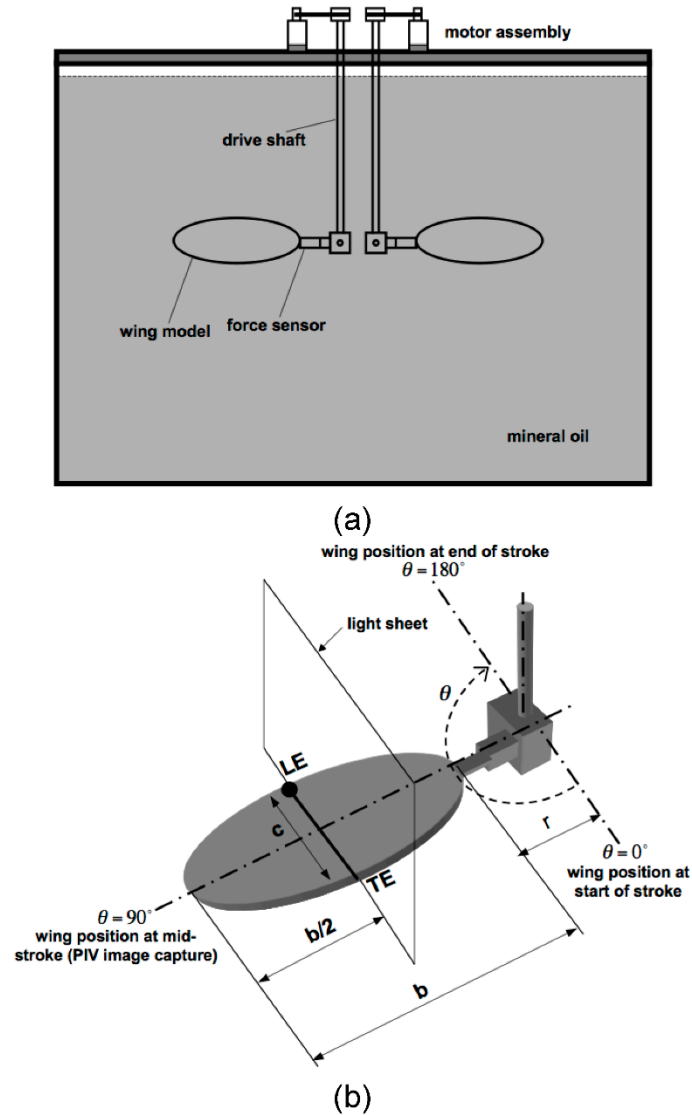 motor assembly
drive shaft
wing model
force sensor
mineral oil
(a)
wing position at end of stroke
θ = 180°
light sheet
θ
LE
c
TE
r
θ = 0°
wing position at
start of stroke
θ = 90°
wing position at mid-
stroke (PIV image capture)
b/2
b
(b)